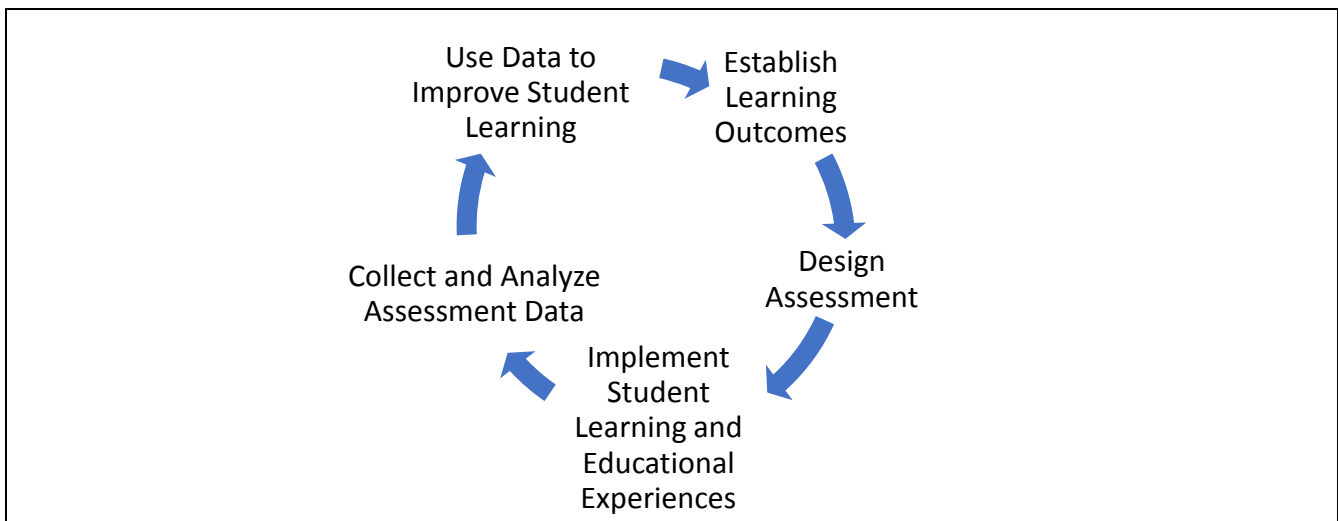 Use Data to
Improve Student
Learning
Establish
Learning
Outcomes
Design
Assessment
Implement
Student
Learning and
Educational
Experiences
Collect and Analyze
Assessment Data